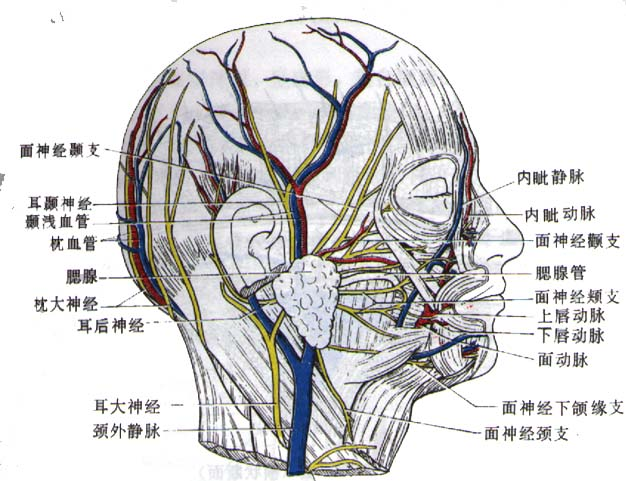 面神经颞支
耳颞神经
颞浅血管
枕血管
腮腺
枕大神经
耳后神经
耳大神经
颈外静脉
内眦静脉
内眦动脉
面神经颧支
腮腺管
面神经颊支
上唇动脉
下唇动脉
面动脉
面神经下颌缘支
面神经颈支